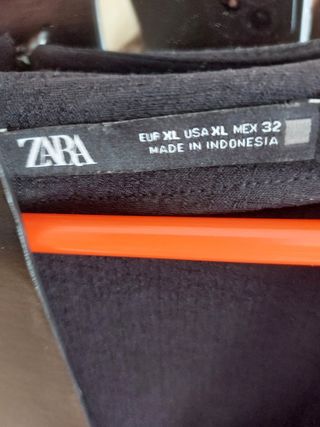 ZARA
EUR XL USA XL MEX 32
MADE IN INDONESIA